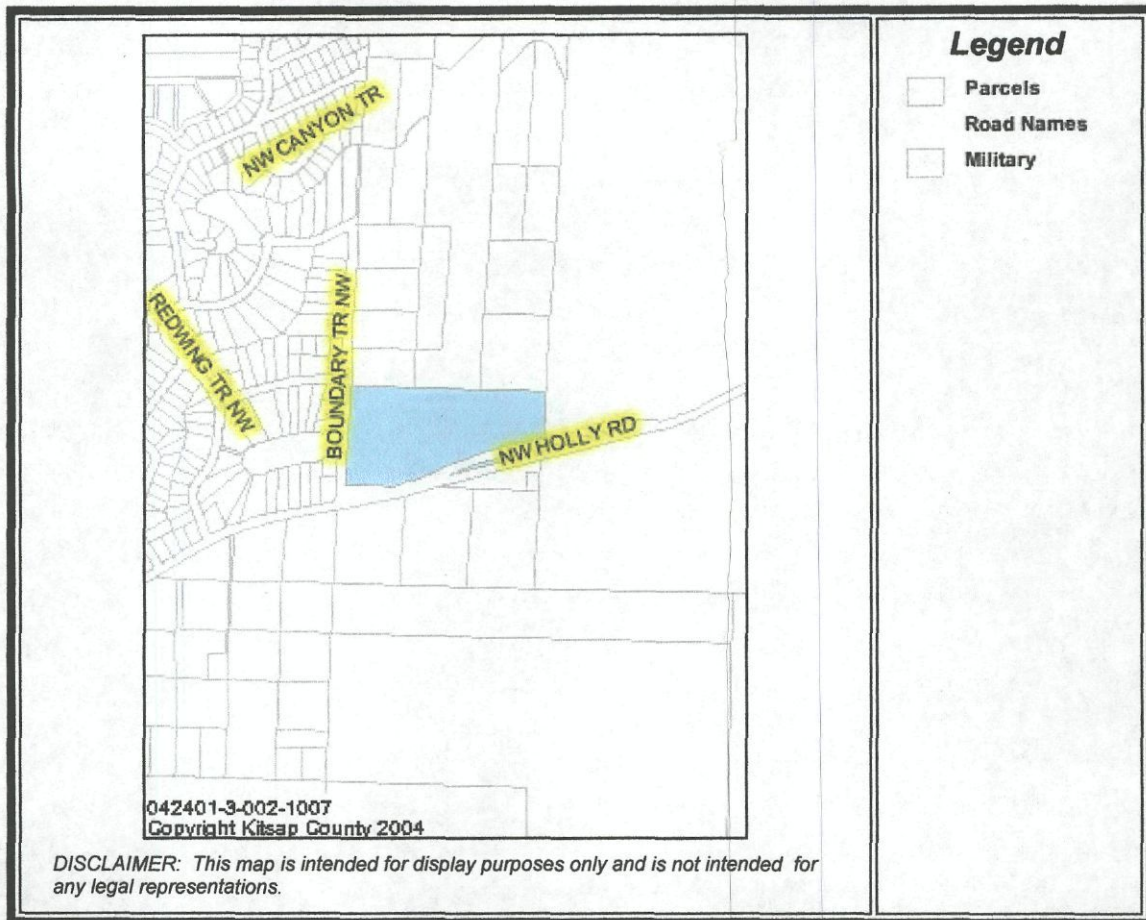 Legend
Parcels
Road Names
Military
NW CANYON TR
REDWING TR NW
BOUNDARY TR NW
NW HOLLY RD
042401-3-002-1007
Copyright Kitsap County 2004
DISCLAIMER: This map is intended for display purposes only and is not intended for
any legal representations.